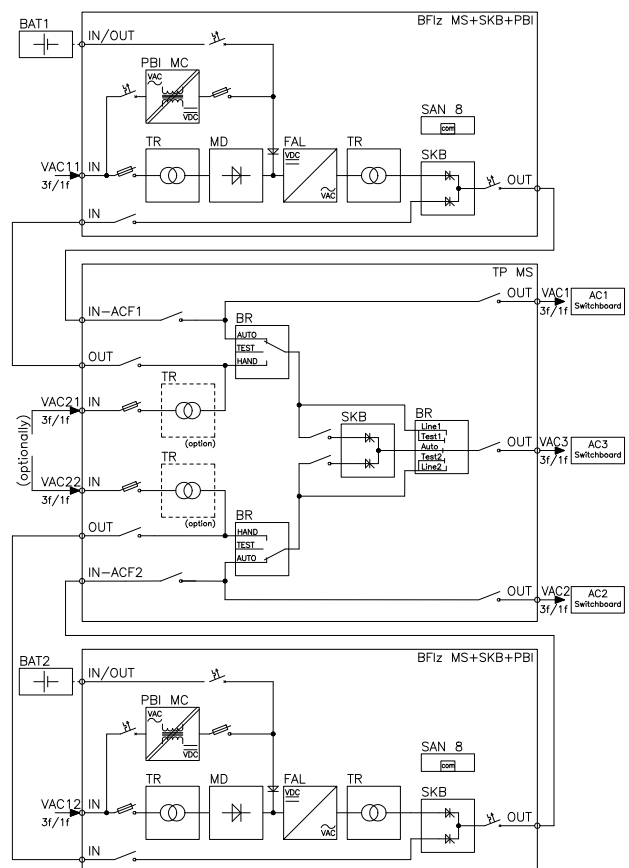 BAT1
BFIz MS+SKB+PBI
IN/OUT
PBI MC
VAC
VDC
SAN 8
com
TR
MD
FAL
TR
VDC
VAC
SKB
VAC11
3f/1f
IN
OUT
IN
TP MS
IN-ACF1
OUT
VAC1
3f/1f
AC1
Switchboard
BR
AUTO
TEST
HAND
OUT
TR
(option)
VAC21
3f/1f
IN
(optionally)
SKB
BR
Line1
Test1
Auto
Test2
Line2
OUT
VAC3
3f/1f
AC3
Switchboard
TR
(option)
VAC22
3f/1f
IN
OUT
BR
HAND
TEST
AUTO
IN-ACF2
OUT
VAC2
3f/1f
AC2
Switchboard
BAT2
BFIz MS+SKB+PBI
IN/OUT
PBI MC
VAC
VDC
SAN 8
com
TR
MD
FAL
TR
VDC
VAC
SKB
VAC12
3f/1f
IN
OUT
IN